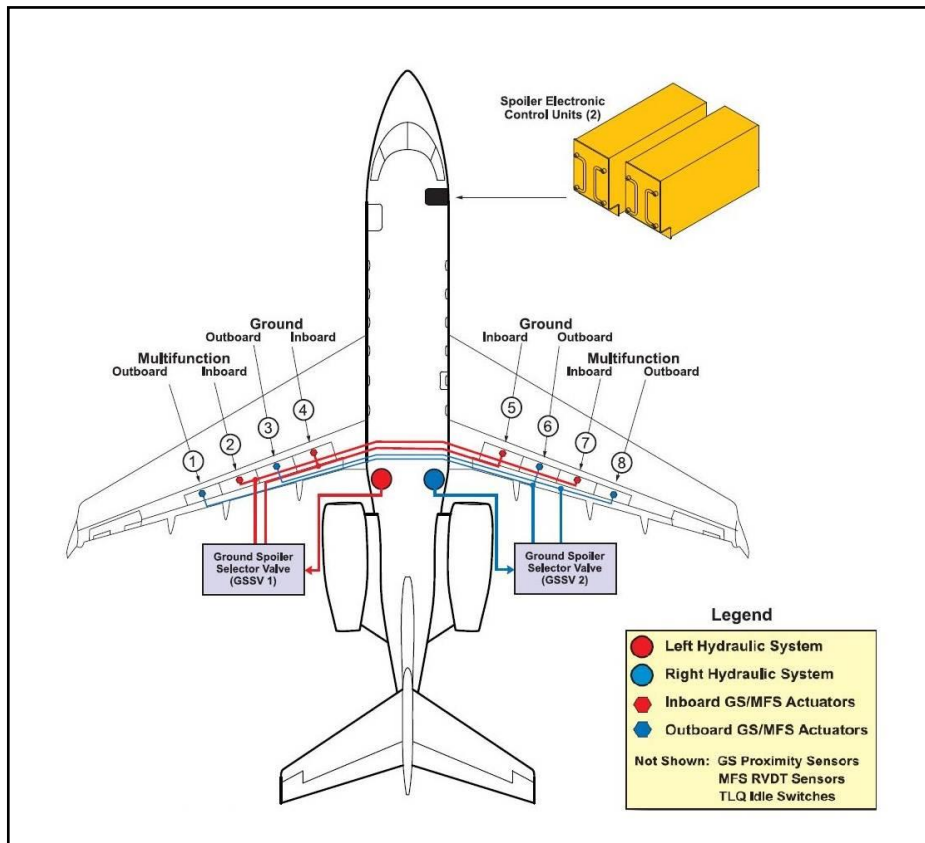 Spoiler Electronic
Control Units (2)
Ground
Outboard Inboard
Multifunction
Outboard Inboard
Ground
Inboard Outboard
Multifunction
Inboard Outboard
1
2
3
4
5
6
7
8
Ground Spoiler
Selector Valve
(GSSV 1)
Ground Spoiler
Selector Valve
(GSSV 2)
Legend
Left Hydraulic System
Right Hydraulic System
Inboard GS/MFS Actuators
Outboard GS/MFS Actuators
Not Shown: GS Proximity Sensors
MFS RVDT Sensors
TLQ Idle Switches